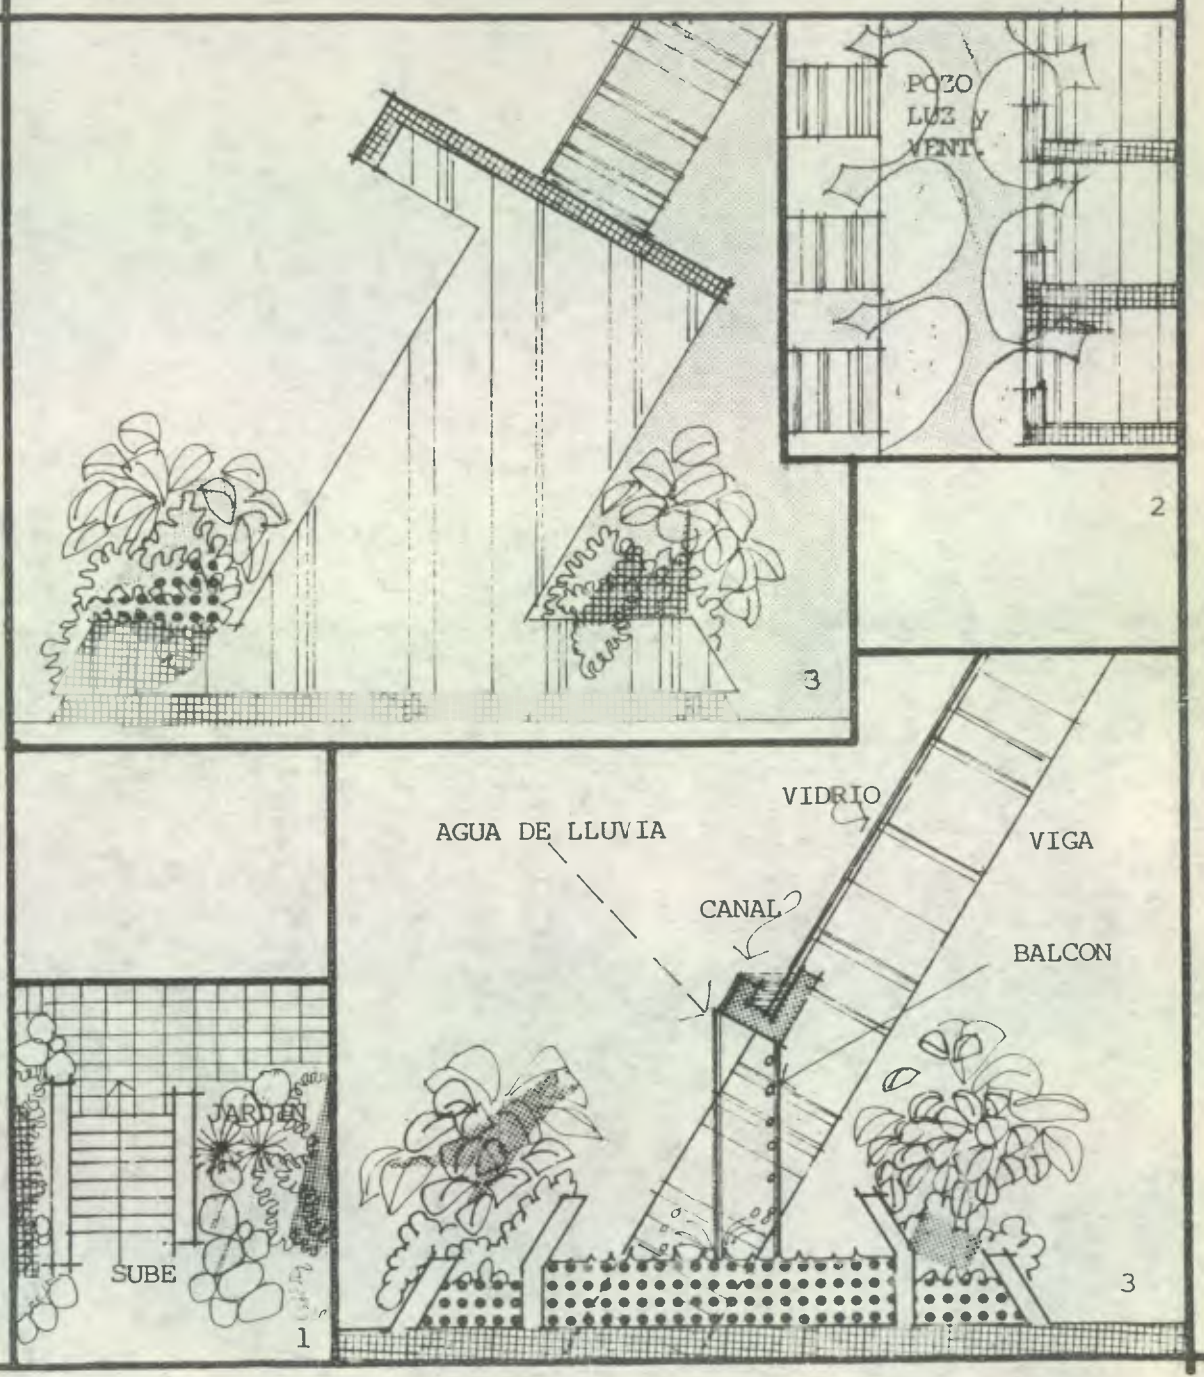 POZO
LUZ y
VENT.
2
3
VIDRIO
AGUA DE LLUVIA
VIGA
CANAL
BALCON
JARDIN
SUBE
1
3